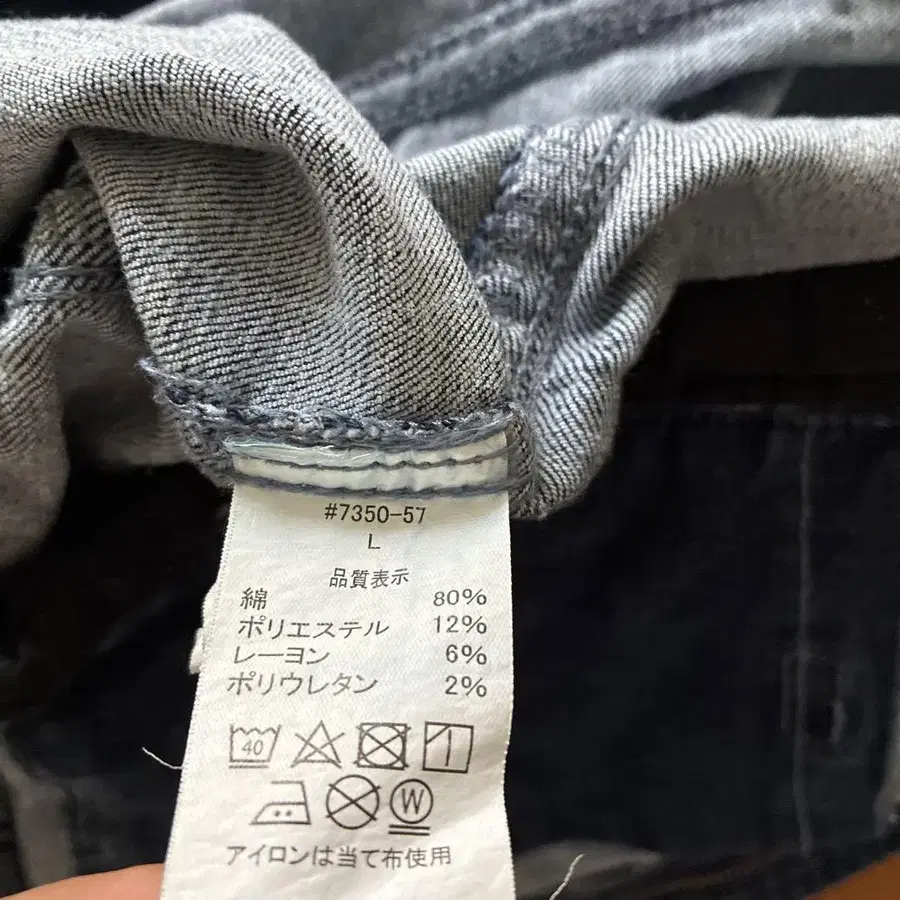 #7350-57
L
品質表示
綿 80%
ポリエステル 12%
レーヨン 6%
ポリウレタン 2%
40
W
アイロンは当て布使用